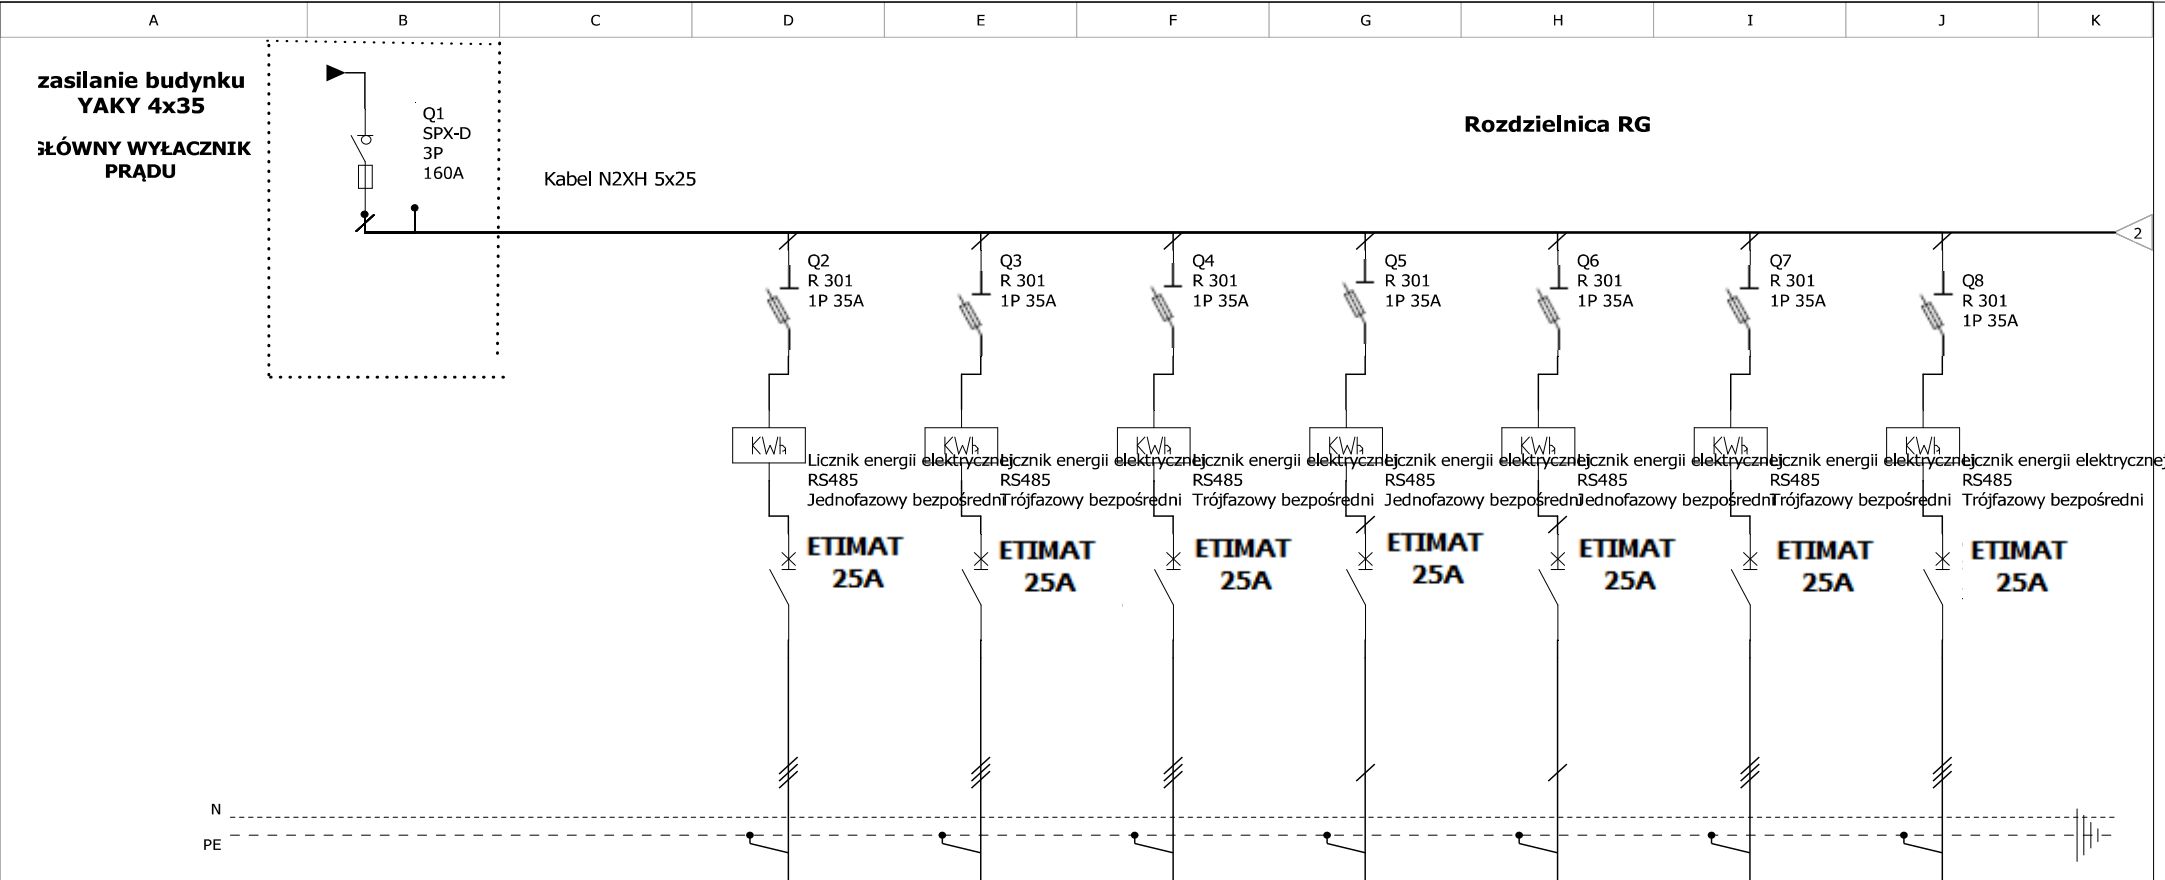 A B C D E F G H I J K
zasilanie budynku
YAKY 4x35
GŁÓWNY WYŁACZNIK
PRĄDU
Q1
SPX-D
3P
160A
Kabel N2XH 5x25
Rozdzielnica RG
2
Q2
R 301
1P 35A
Q3
R 301
1P 35A
Q4
R 301
1P 35A
Q5
R 301
1P 35A
Q6
R 301
1P 35A
Q7
R 301
1P 35A
Q8
R 301
1P 35A
KWh
Licznik energii elektrycznej
RS485
Jednofazowy bezpośredni
KWh
Licznik energii elektrycznej
RS485
Trójfazowy bezpośredni
KWh
Licznik energii elektrycznej
RS485
Trójfazowy bezpośredni
KWh
Licznik energii elektrycznej
RS485
Jednofazowy bezpośredni
KWh
Licznik energii elektrycznej
RS485
Jednofazowy bezpośredni
KWh
Licznik energii elektrycznej
RS485
Trójfazowy bezpośredni
KWh
Licznik energii elektrycznej
RS485
Trójfazowy bezpośredni
ETIMAT
25A
ETIMAT
25A
ETIMAT
25A
ETIMAT
25A
ETIMAT
25A
ETIMAT
25A
ETIMAT
25A
N
PE